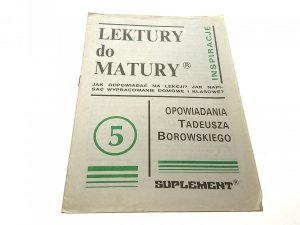 LEKTURY
do
MATURY®
INSPIRACJE
JAK ODPOWIADAĆ NA LEKCJI? JAK NAPI-
SAĆ WYPRACOWANIE DOMOWE I KLASOWE?
5
OPOWIADANIA
TADEUSZA
BOROWSKIEGO
SUPLEMENT®